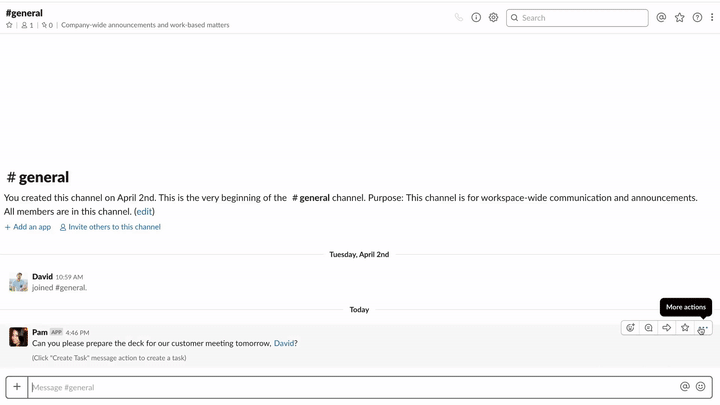 #general
1 | 0 | Company-wide announcements and work-based matters
Search
# general
You created this channel on April 2nd. This is the very beginning of the # general channel. Purpose: This channel is for workspace-wide communication and announcements.
All members are in this channel. (edit)
+ Add an app Invite others to this channel
Tuesday, April 2nd
David 10:59 AM
joined #general.
Today
More actions
Pam APP 4:46 PM
Can you please prepare the deck for our customer meeting tomorrow, David?
(Click "Create Task" message action to create a task)
Message #general